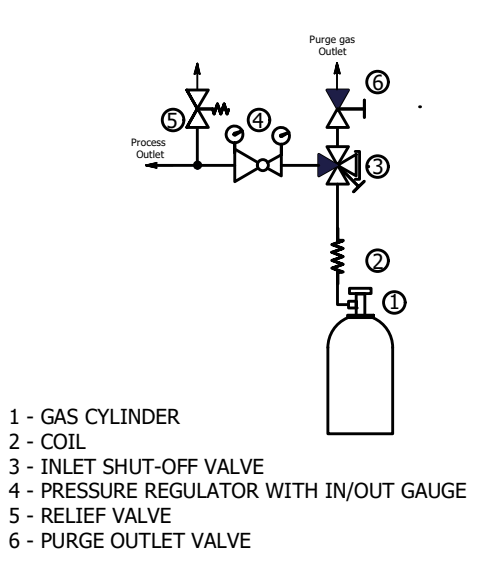 Purge gas
Outlet
6
5
4
Process
Outlet
3
2
1
1 - GAS CYLINDER
2 - COIL
3 - INLET SHUT-OFF VALVE
4 - PRESSURE REGULATOR WITH IN/OUT GAUGE
5 - RELIEF VALVE
6 - PURGE OUTLET VALVE